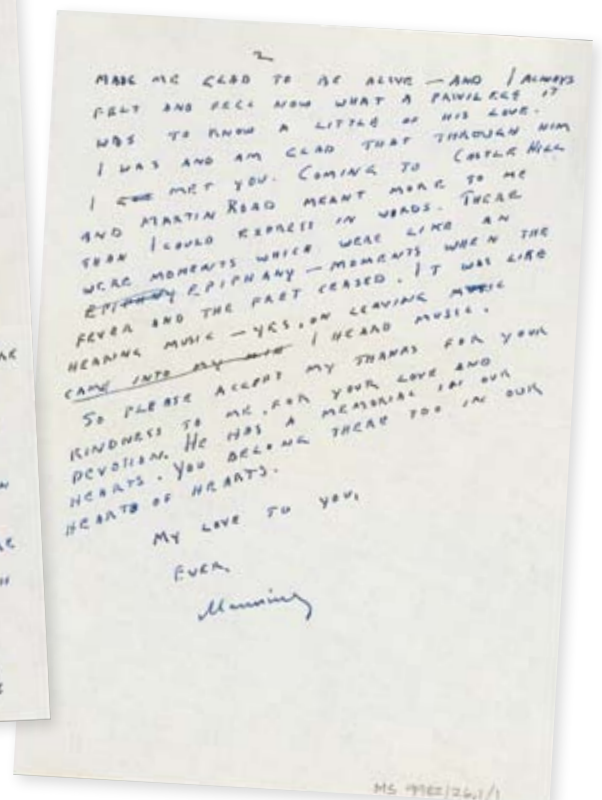 2
MADE ME GLAD TO BE ALIVE — AND I ALWAYS
FELT AND FEEL NOW WHAT A PRIVILEGE IT
WAS TO KNOW A LITTLE OF HIS LOVE.
I WAS AND AM GLAD THAT THROUGH HIM
I MET YOU. COMING TO CASTLE HILL
AND MARTIN ROAD MEANT MORE TO ME
THAN I COULD EXPRESS IN WORDS. THERE
WERE MOMENTS WHICH WERE LIKE AN
EPIPHANY EPIPHANY — MOMENTS WHEN THE
FEVER AND THE FRET CEASED. IT WAS LIKE
HEARING MUSIC — YES, ON LEAVING MUSIC
CAME INTO MY I HEARD MUSIC.
SO PLEASE ACCEPT MY THANKS FOR YOUR
KINDNESS TO ME, FOR YOUR LOVE AND
DEVOTION. HE HAS A MEMORIAL IN OUR
HEARTS. YOU BELONG THERE TOO IN OUR
HEARTS OF HEARTS.
MY LOVE TO YOU,
EVER,
Manning
MS 9982/26.1/1